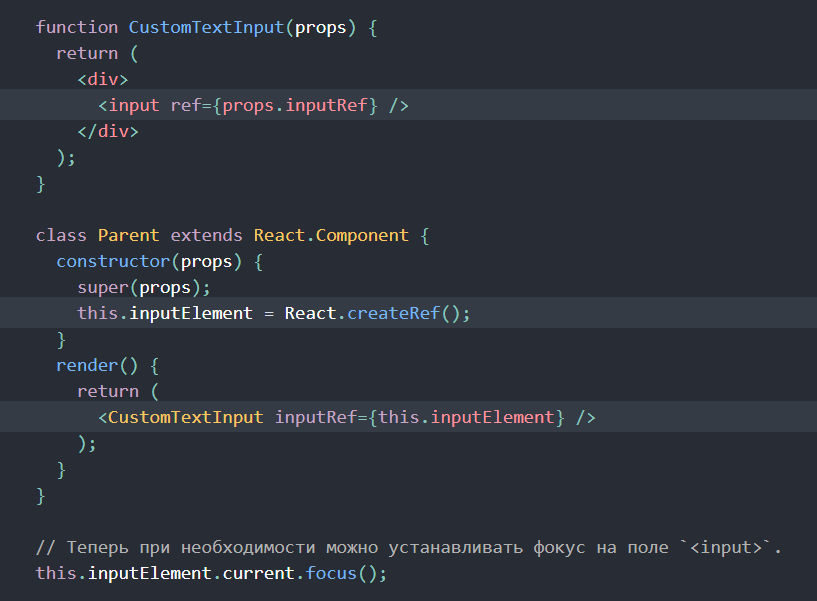 function CustomTextInput(props) {
  return (
    <div>
      <input ref={props.inputRef} />
    </div>
  );
}

class Parent extends React.Component {
  constructor(props) {
    super(props);
    this.inputElement = React.createRef();
  }
  render() {
    return (
      <CustomTextInput inputRef={this.inputElement} />
    );
  }
}

// Теперь при необходимости можно устанавливать фокус на поле `<input>`.
this.inputElement.current.focus();